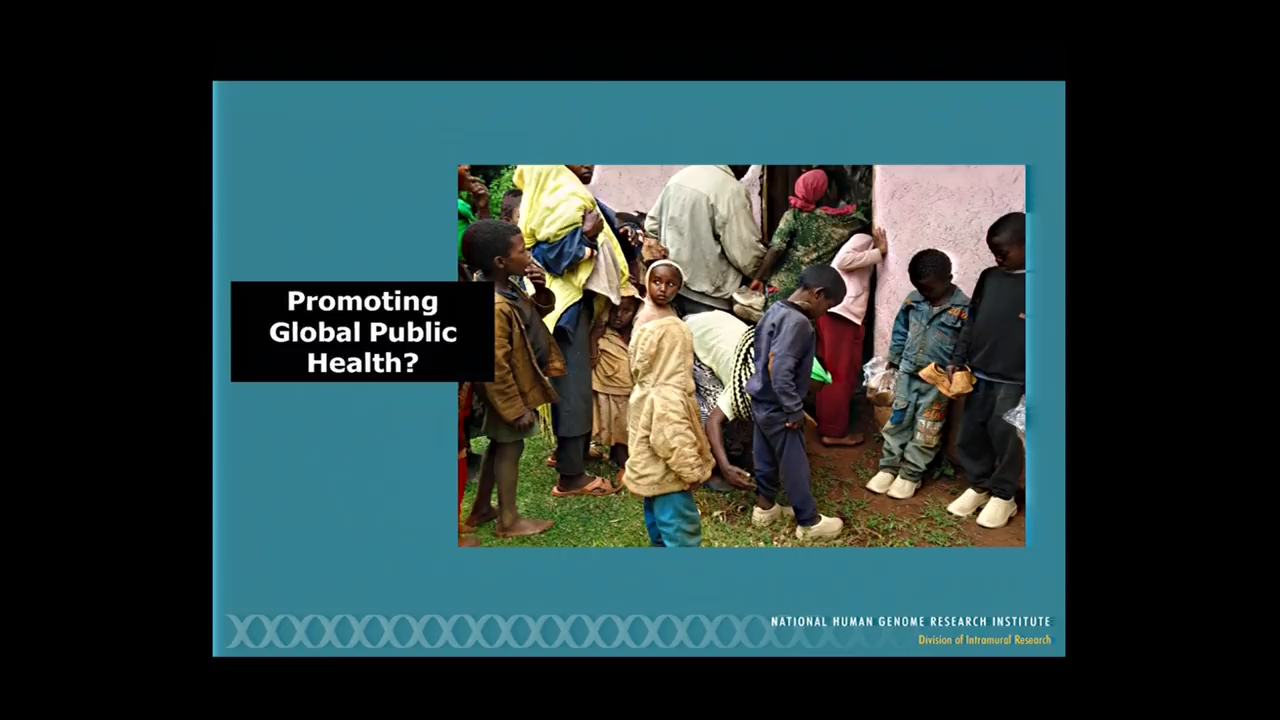 Promoting
Global Public
Health?
NATIONAL HUMAN GENOME RESEARCH INSTITUTE
Division of Intramural Research